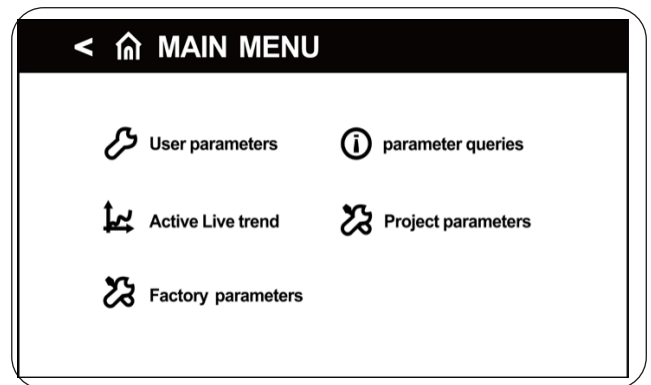 < MAIN MENU
User parameters
parameter queries
Active Live trend
Project parameters
Factory parameters